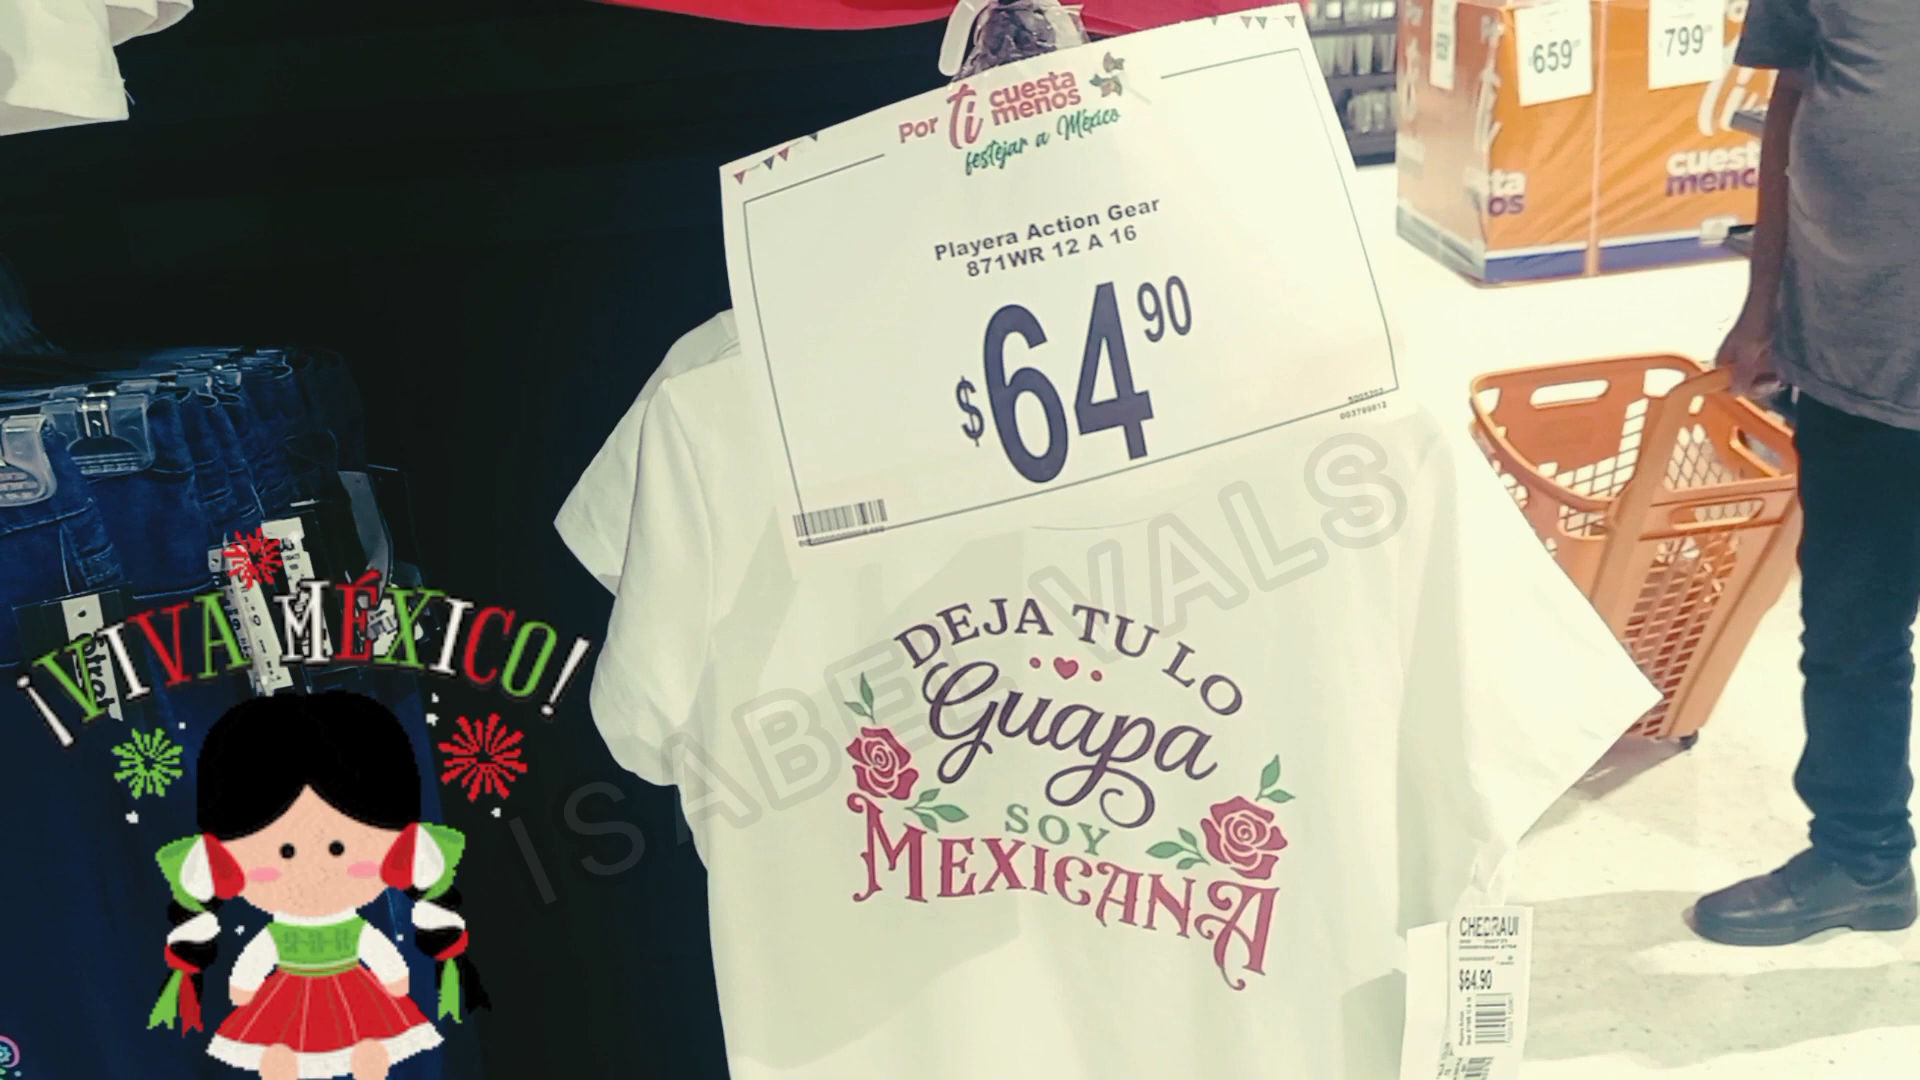 Por ti cuesta menos
festejar a México
Playera Action Gear
871WR 12 A 16
$64.90
DEJA TU LO
Guapa
SOY
MEXICANA
¡VIVA MÉXICO!
ISABEL VALS
659
799
cuesta
CHEDRAUI
$64.90